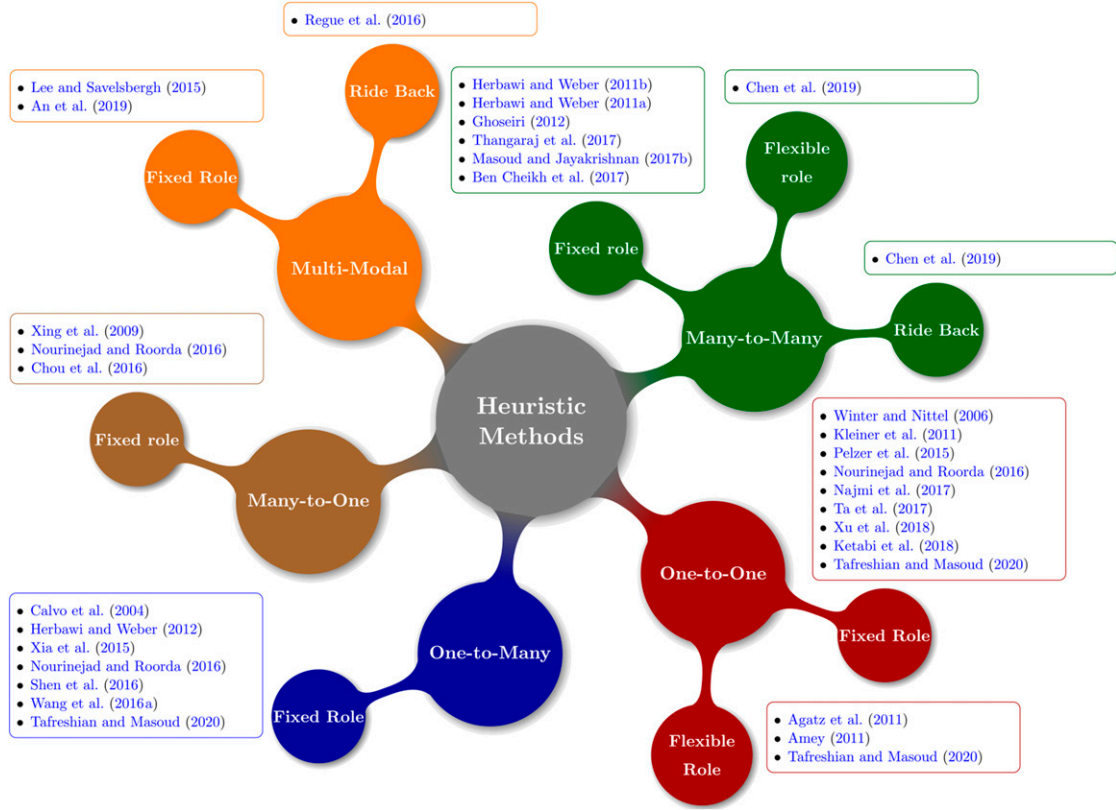 • Regue et al. (2016)
Ride Back
• Lee and Savelsbergh (2015)
• An et al. (2019)
Fixed Role
Multi-Modal
• Herbawi and Weber (2011b)
• Herbawi and Weber (2011a)
• Ghoseiri (2012)
• Thangaraj et al. (2017)
• Masoud and Jayakrishnan (2017b)
• Ben Cheikh et al. (2017)
Fixed role
• Chen et al. (2019)
Flexible
role
• Chen et al. (2019)
Ride Back
Many-to-Many
Heuristic
Methods
• Xing et al. (2009)
• Nourinejad and Roorda (2016)
• Chou et al. (2016)
Fixed role
Many-to-One
• Winter and Nittel (2006)
• Kleiner et al. (2011)
• Pelzer et al. (2015)
• Nourinejad and Roorda (2016)
• Najmi et al. (2017)
• Ta et al. (2017)
• Xu et al. (2018)
• Ketabi et al. (2018)
• Tafreshian and Masoud (2020)
One-to-One
Fixed Role
• Calvo et al. (2004)
• Herbawi and Weber (2012)
• Xia et al. (2015)
• Nourinejad and Roorda (2016)
• Shen et al. (2016)
• Wang et al. (2016a)
• Tafreshian and Masoud (2020)
One-to-Many
Fixed Role
• Agatz et al. (2011)
• Amey (2011)
• Tafreshian and Masoud (2020)
Flexible
Role